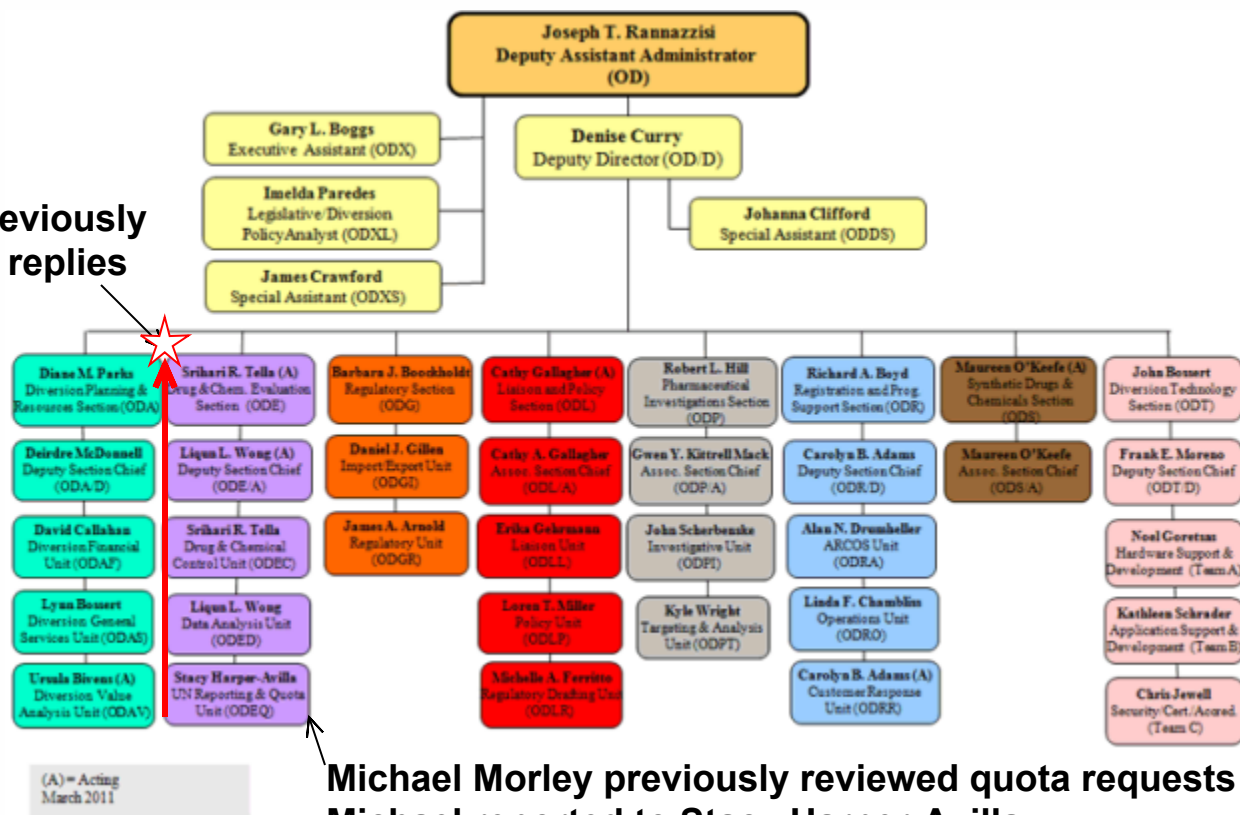 Joseph T. Rannazzisi
Deputy Assistant Administrator
(OD)
Gary L. Boggs
Executive Assistant (ODX)
Denise Curry
Deputy Director (OD/D)
Imelda Paredes
Legislative/Diversion
Policy Analyst (ODXL)
Johanna Clifford
Special Assistant (ODDS)
James Crawford
Special Assistant (ODXS)
eviously
replies
Diane M. Parks
Diversion Planning &
Resources Section (ODA)
Deirdre McDonnell
Deputy Section Chief
(ODA/D)
David Callahan
Diversion Financial
Unit (ODAF)
Lynn Bossert
Diversion General
Services Unit (ODAS)
Ursula Bivens (A)
Diversion Value
Analysis Unit (ODAV)
Srihari R. Tella (A)
Drug & Chem. Evaluation
Section (ODE)
Liqun L. Wong (A)
Deputy Section Chief
(ODE/A)
Srihari R. Tella
Drug & Chemical
Control Unit (ODEC)
Liqun L. Wong
Data Analysis Unit
(ODED)
Stacy Harper-Avilla
UN Reporting & Quota
Unit (ODEQ)
Barbara J. Boockholdt
Regulatory Section
(ODG)
Daniel J. Gillen
Import/Export Unit
(ODGI)
James A. Arnold
Regulatory Unit
(ODGR)
Cathy Gallagher (A)
Liaison and Policy
Section (ODL)
Cathy A. Gallagher
Assoc. Section Chief
(ODL/A)
Erika Gehrmann
Liaison Unit
(ODLL)
Loren T. Miller
Policy Unit
(ODLP)
Michelle A. Ferritto
Regulatory Drafting Unit
(ODLR)
Robert L. Hill
Pharmaceutical
Investigations Section
(ODP)
Gwen Y. Kittrell Mack
Assoc. Section Chief
(ODP/A)
John Scherbenske
Investigative Unit
(ODPI)
Kyle Wright
Targeting & Analysis
Unit (ODPT)
Richard A. Boyd
Registration and Prog.
Support Section (ODR)
Carolyn B. Adams
Deputy Section Chief
(ODR/D)
Alan N. Drumheller
ARCOS Unit
(ODRA)
Linda F. Chambliss
Operations Unit
(ODRO)
Carolyn B. Adams (A)
Customer Response
Unit (ODRR)
Maureen O'Keefe (A)
Synthetic Drugs &
Chemicals Section
(ODS)
Maureen O'Keefe
Assoc. Section Chief
(ODS/A)
John Bossert
Diversion Technology
Section (ODT)
Frank E. Moreno
Deputy Section Chief
(ODT/D)
Noel Goretsas
Hardware Support &
Development (Team A)
Kathleen Schrader
Application Support &
Development (Team B)
Chris Jewell
Security/Cert./Accred.
(Team C)
(A) = Acting
March 2011
Michael Morley previously reviewed quota requests
Michael reported to Stacy Harper-Avilla